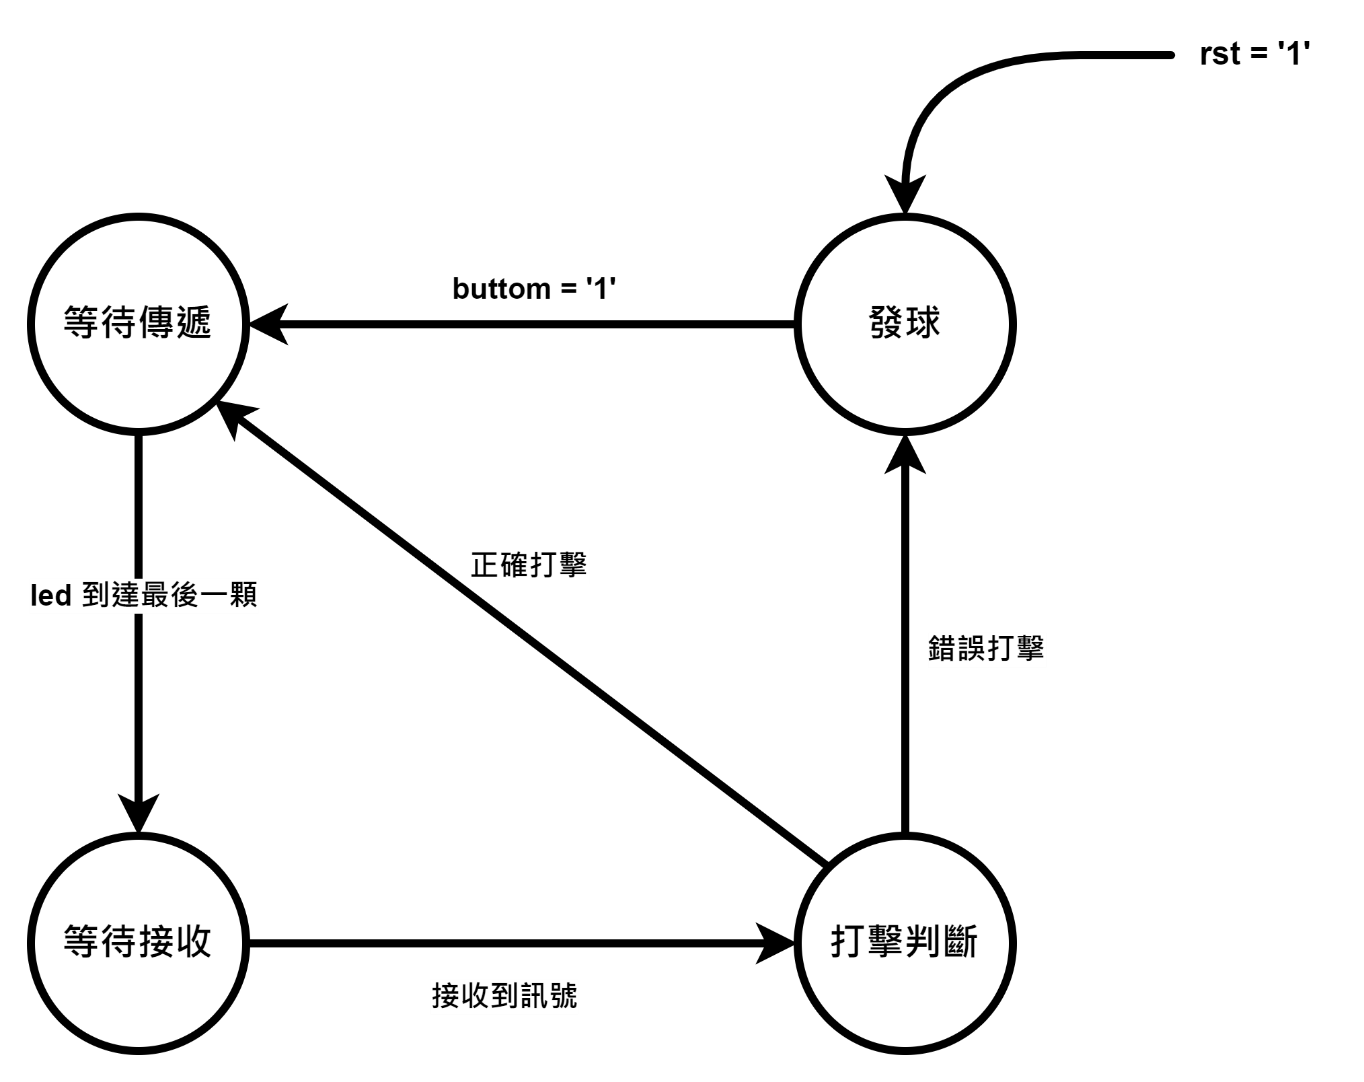 rst = '1'
buttom = '1'
等待傳遞
發球
正確打擊
led 到達最後一顆
錯誤打擊
等待接收
打擊判斷
接收到訊號